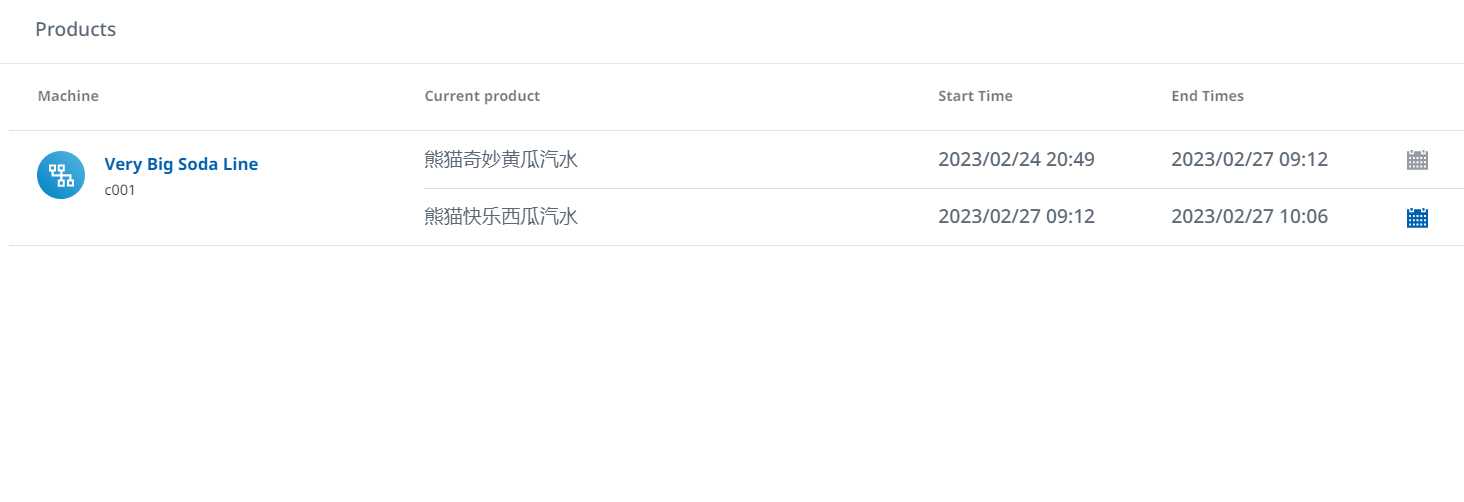 Products
Machine Current product Start Time End Times
Very Big Soda Line
c001
熊猫奇妙黄瓜汽水 2023/02/24 20:49 2023/02/27 09:12
熊猫快乐西瓜汽水 2023/02/27 09:12 2023/02/27 10:06